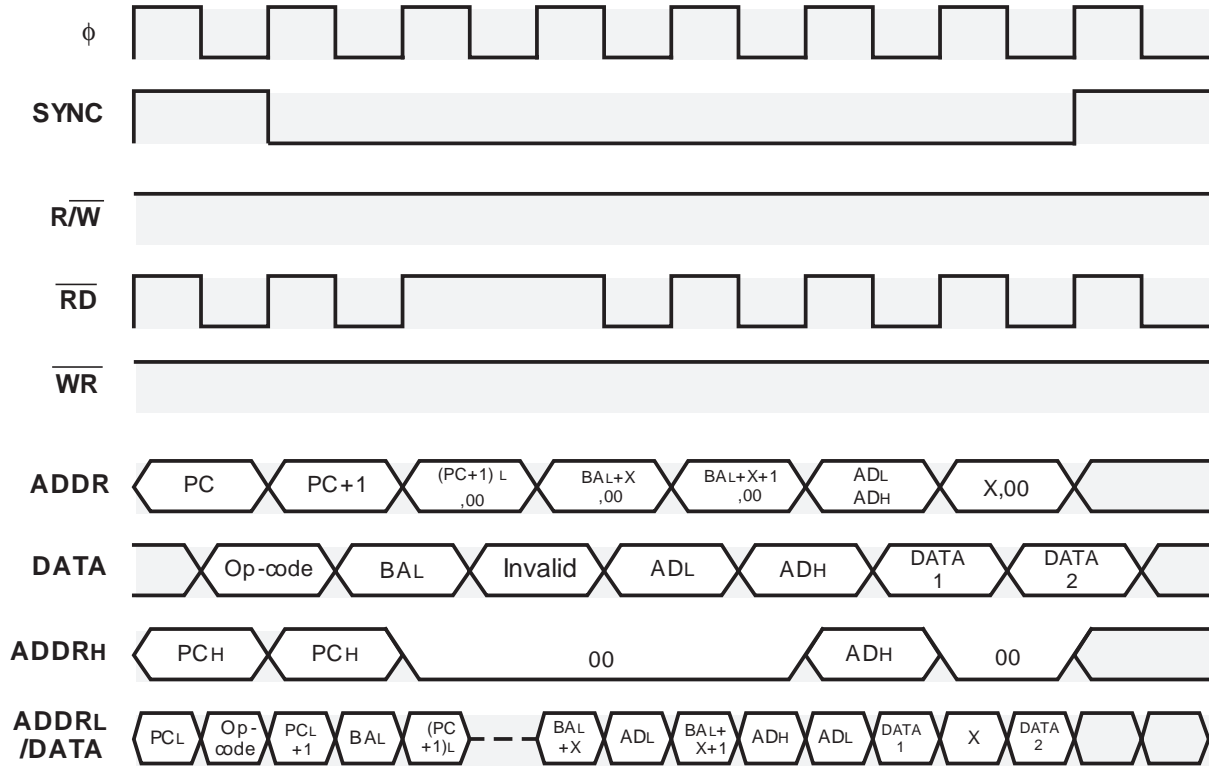 ϕ
SYNC
R/W̅
R̅D̅
W̅R̅
ADDR
PC
PC+1
(PC+1) L
,00
BAL+X
,00
BAL+X+1
,00
ADL
ADH
X,00
DATA
Op-code
BAL
Invalid
ADL
ADH
DATA
1
DATA
2
ADDRH
PCH
PCH
00
ADH
00
ADDRL
/DATA
PCL
Op-
code
PCL
+1
BAL
(PC
+1)L
BAL
+X
ADL
BAL+
X+1
ADH
ADL
DATA
1
X
DATA
2